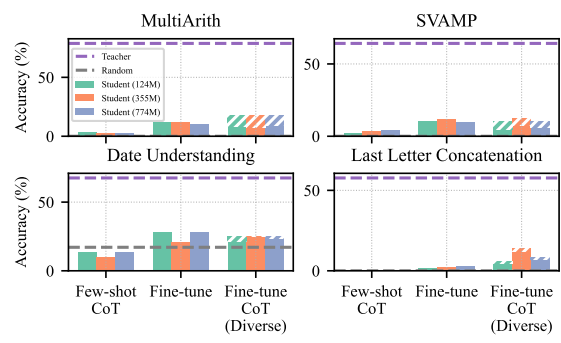 MultiArith
SVAMP
Accuracy (%)
50
0
Teacher
Random
Student (124M)
Student (355M)
Student (774M)
50
0
Date Understanding
Last Letter Concatenation
Accuracy (%)
50
0
50
0
Few-shot
CoT
Fine-tune
Fine-tune
CoT
(Diverse)
Few-shot
CoT
Fine-tune
Fine-tune
CoT
(Diverse)